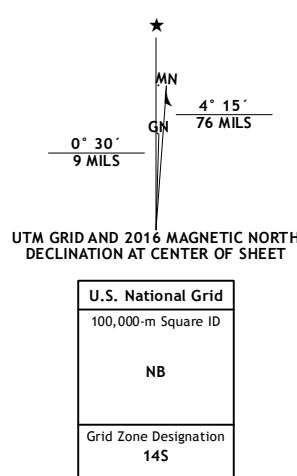 ★
MN
4° 15´
76 MILS
GN
0° 30´
9 MILS
UTM GRID AND 2016 MAGNETIC NORTH
DECLINATION AT CENTER OF SHEET
U.S. National Grid
100,000-m Square ID
NB
Grid Zone Designation
14S